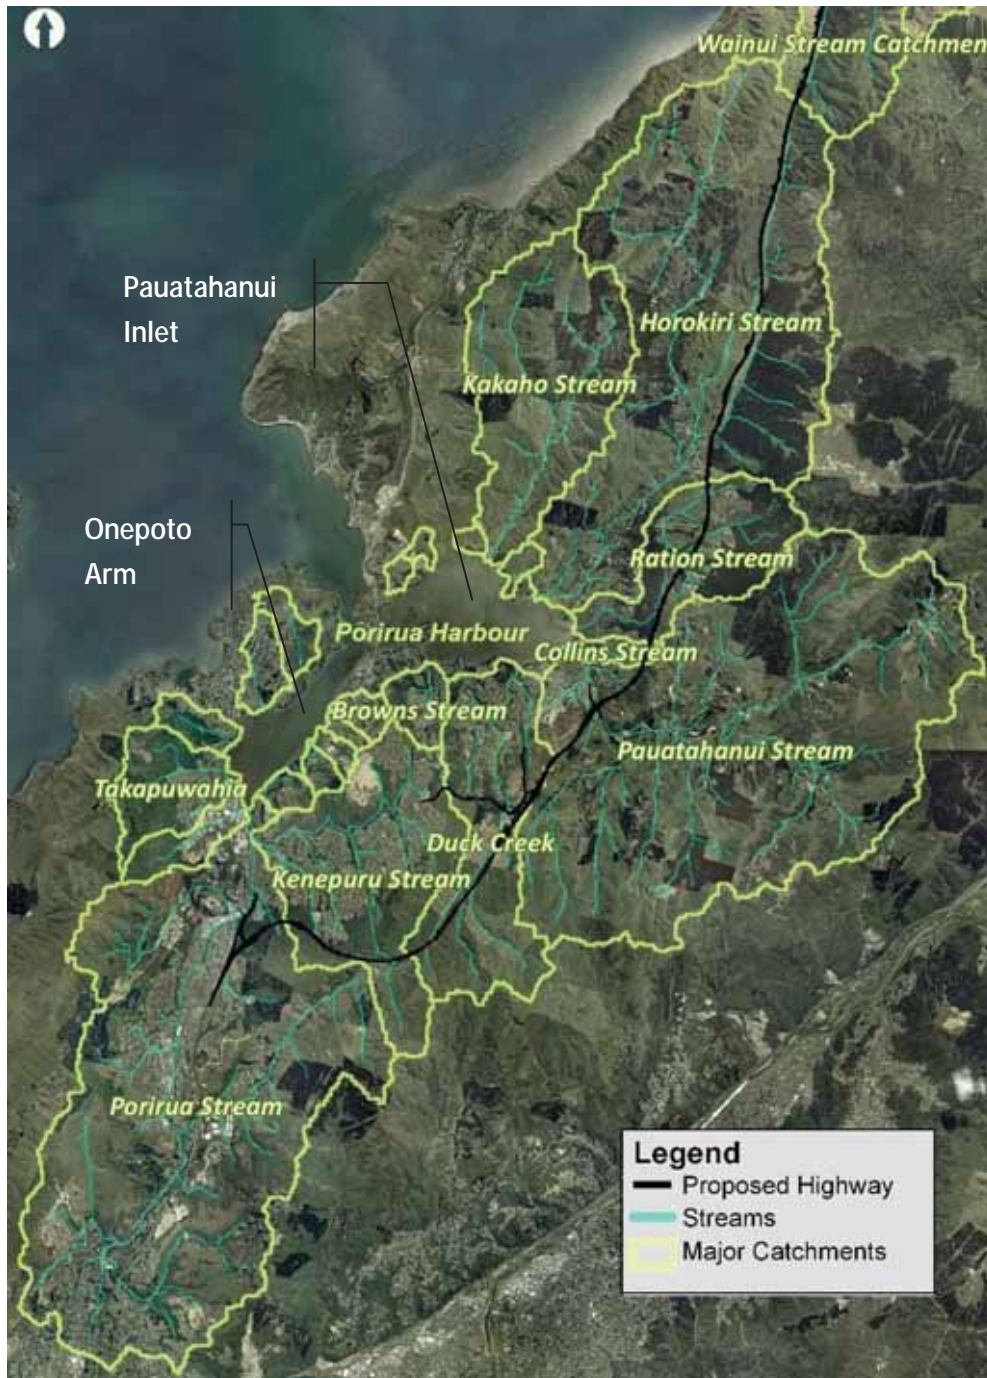 Wainui Stream Catchmen
Pauatahanui
Inlet
Horokiri Stream
Kakaho Stream
Onepoto
Arm
Ration Stream
Porirua Harbour
Collins Stream
Browns Stream
Pauatahanui Stream
Takapuwahia
Duck Creek
Kenepuru Stream
Porirua Stream
Legend
Proposed Highway
Streams
Major Catchments